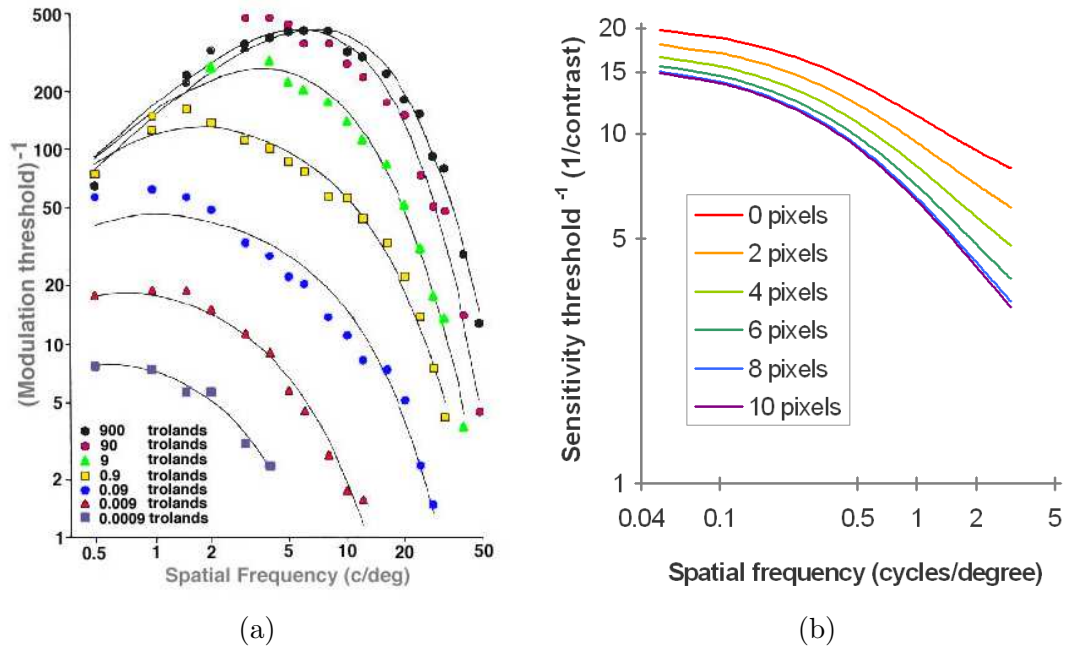 500
200
100
50
20
10
5
2
1
(Modulation threshold)-1
900 trolands
90 trolands
9 trolands
0.9 trolands
0.09 trolands
0.009 trolands
0.0009 trolands
0.5 1 2 5 10 20 50
Spatial Frequency (c/deg)
(a)
20
15
10
5
1
Sensitivity threshold -1 (1/contrast)
0 pixels
2 pixels
4 pixels
6 pixels
8 pixels
10 pixels
0.04 0.1 0.5 1 2 5
Spatial frequency (cycles/degree)
(b)